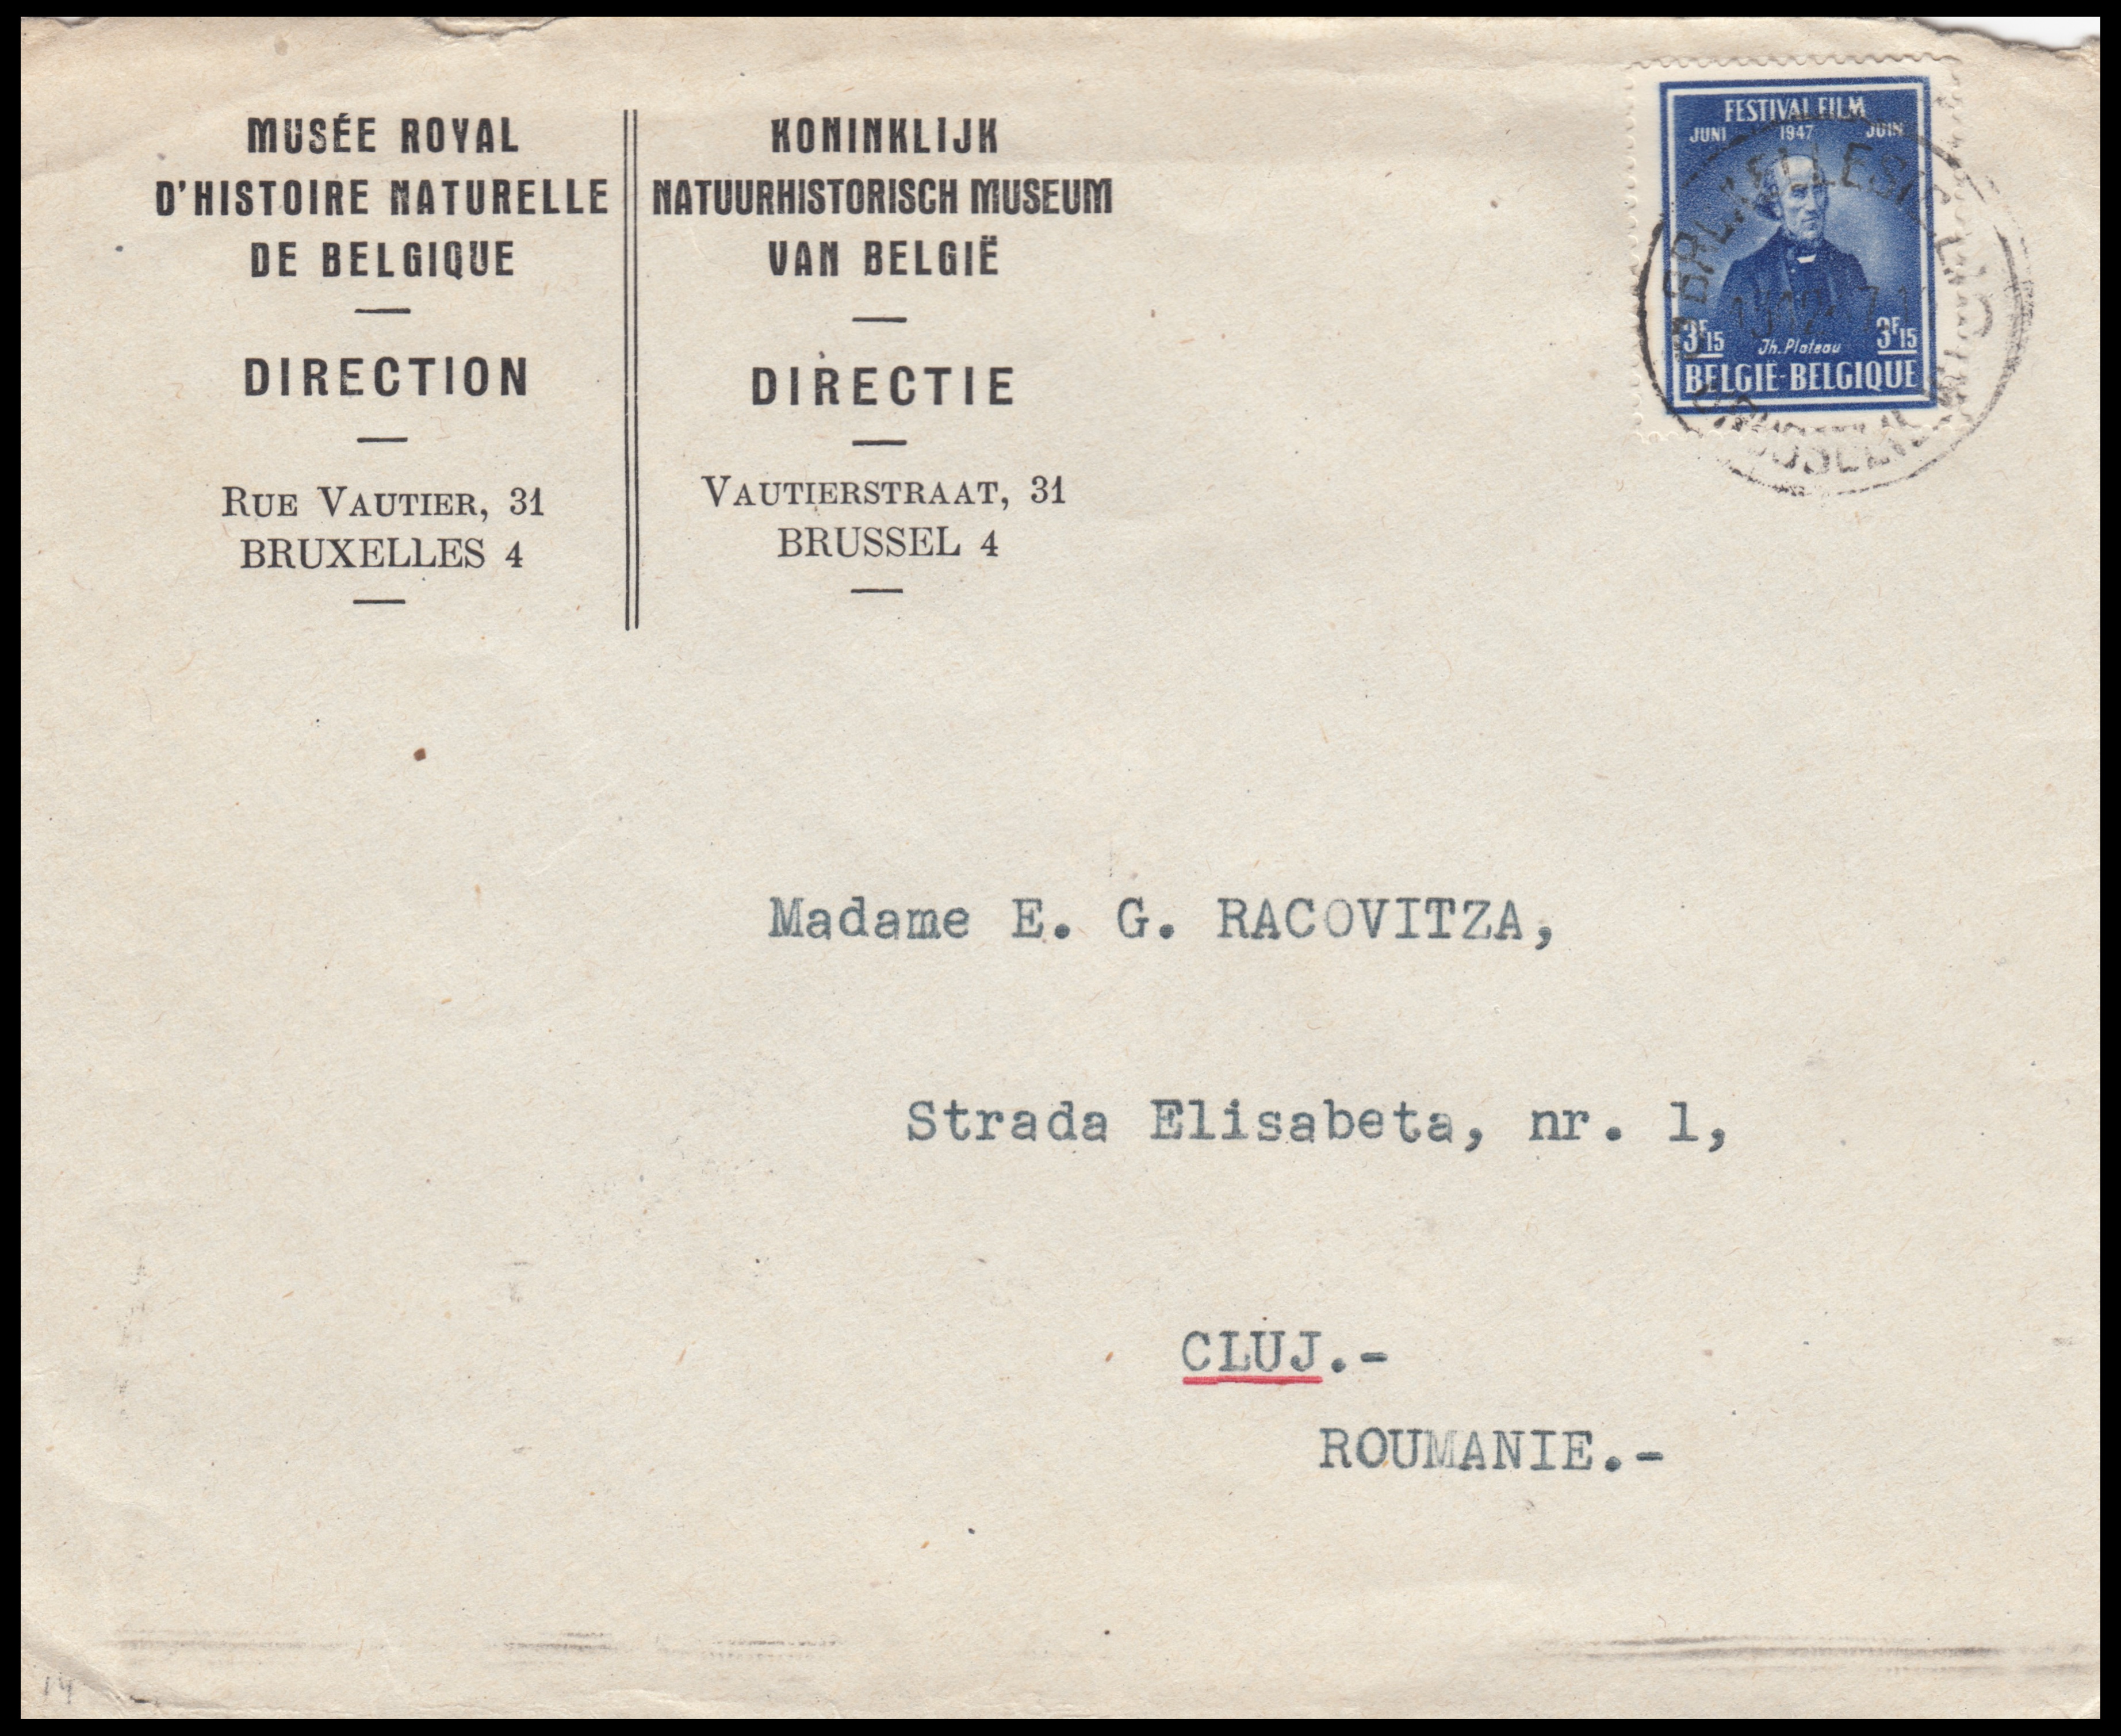 MUSÉE ROYAL
D'HISTOIRE NATURELLE
DE BELGIQUE
DIRECTION
RUE VAUTIER, 31
BRUXELLES 4
KONINKLIJK
NATUURHISTORISCH MUSEUM
VAN BELGIË
DIRECTIE
VAUTIERSTRAAT, 31
BRUSSEL 4
FESTIVAL FILM
JUNI 1947 JUIN
3F15 3F15
Jh. Plateau
BELGIË-BELGIQUE
Madame E. G. RACOVITZA,
Strada Elisabeta, nr. 1,
CLUJ.-
ROUMANIE.-
14